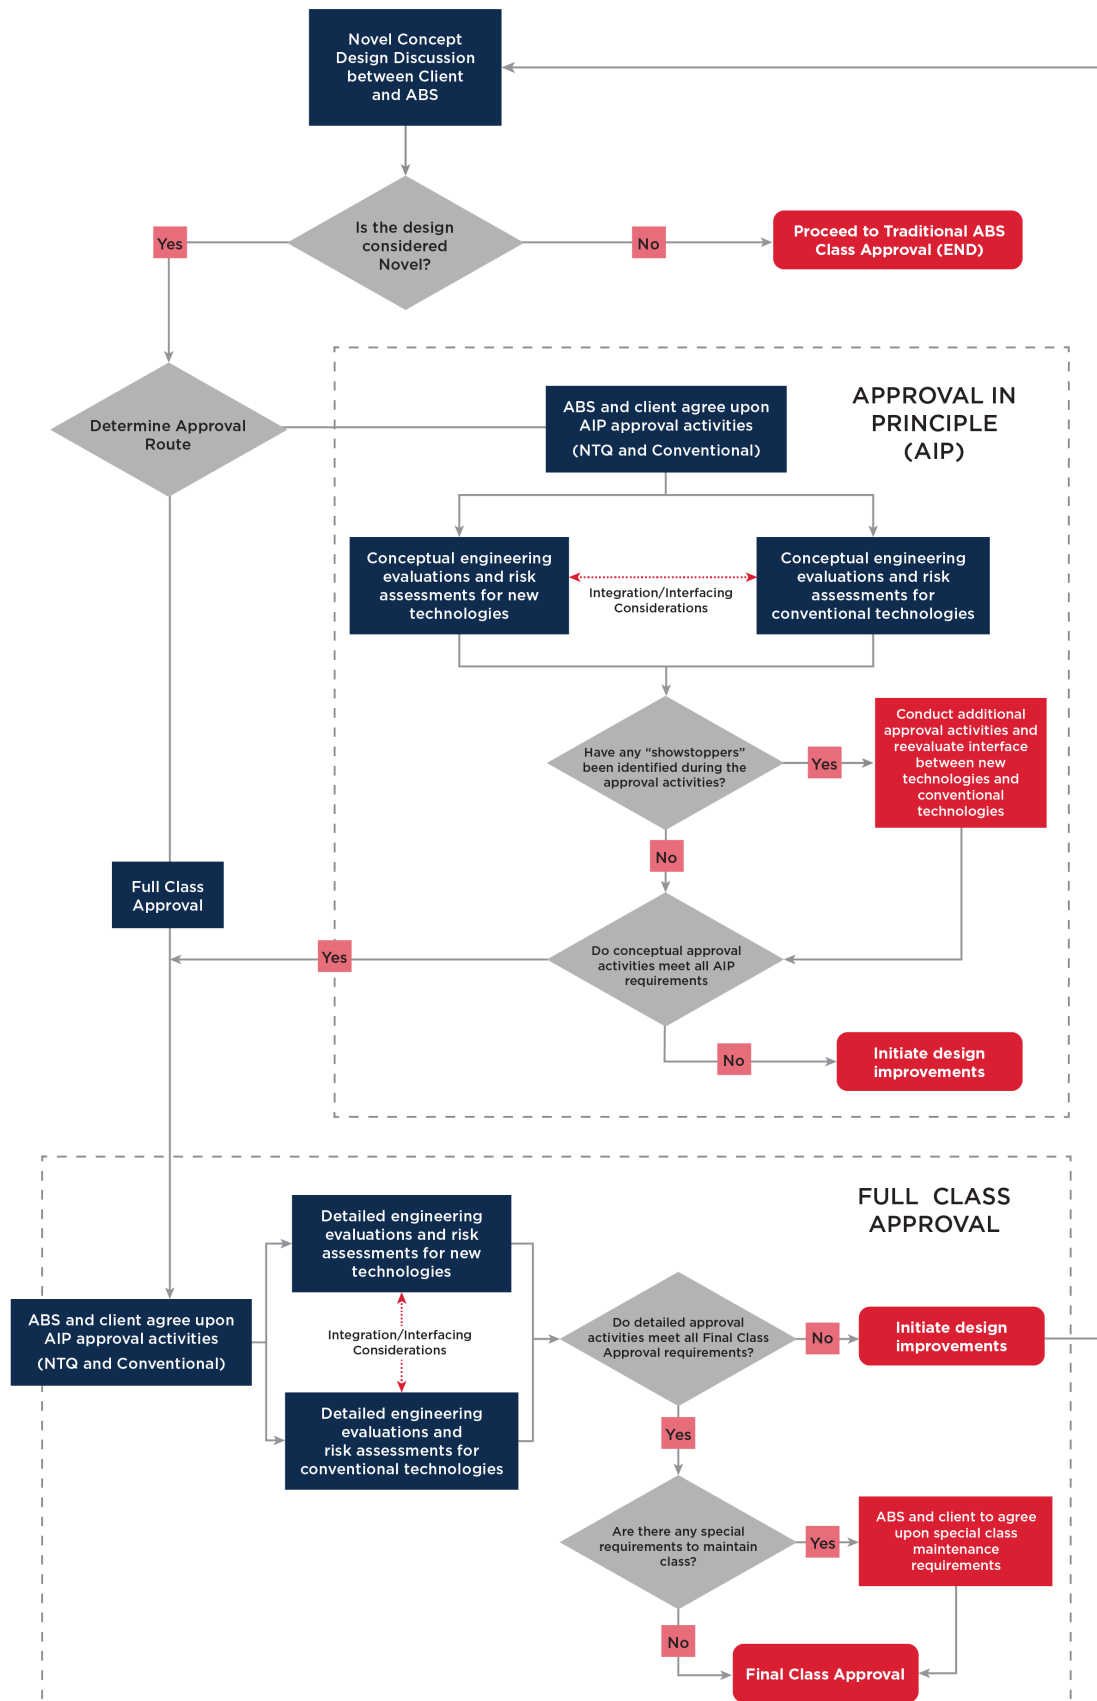 Novel Concept
Design Discussion
between Client
and ABS
Is the design
considered
Novel?
Yes
No
Proceed to Traditional ABS
Class Approval (END)
Determine Approval
Route
APPROVAL IN
PRINCIPLE
(AIP)
ABS and client agree upon
AIP approval activities
(NTQ and Conventional)
Conceptual engineering
evaluations and risk
assessments for new
technologies
Integration/Interfacing
Considerations
Conceptual engineering
evaluations and risk
assessments for
conventional technologies
Have any “showstoppers”
been identified during the
approval activities?
Yes
Conduct additional
approval activities and
reevaluate interface
between new
technologies and
conventional
technologies
No
Full Class
Approval
Do conceptual approval
activities meet all AIP
requirements
Yes
No
Initiate design
improvements
FULL CLASS
APPROVAL
ABS and client agree upon
AIP approval activities
(NTQ and Conventional)
Detailed engineering
evaluations and risk
assessments for new
technologies
Integration/Interfacing
Considerations
Detailed engineering
evaluations and
risk assessments for
conventional technologies
Do detailed approval
activities meet all Final Class
Approval requirements?
No
Initiate design
improvements
Yes
Are there any special
requirements to maintain
class?
Yes
ABS and client to agree
upon special class
maintenance
requirements
No
Final Class Approval